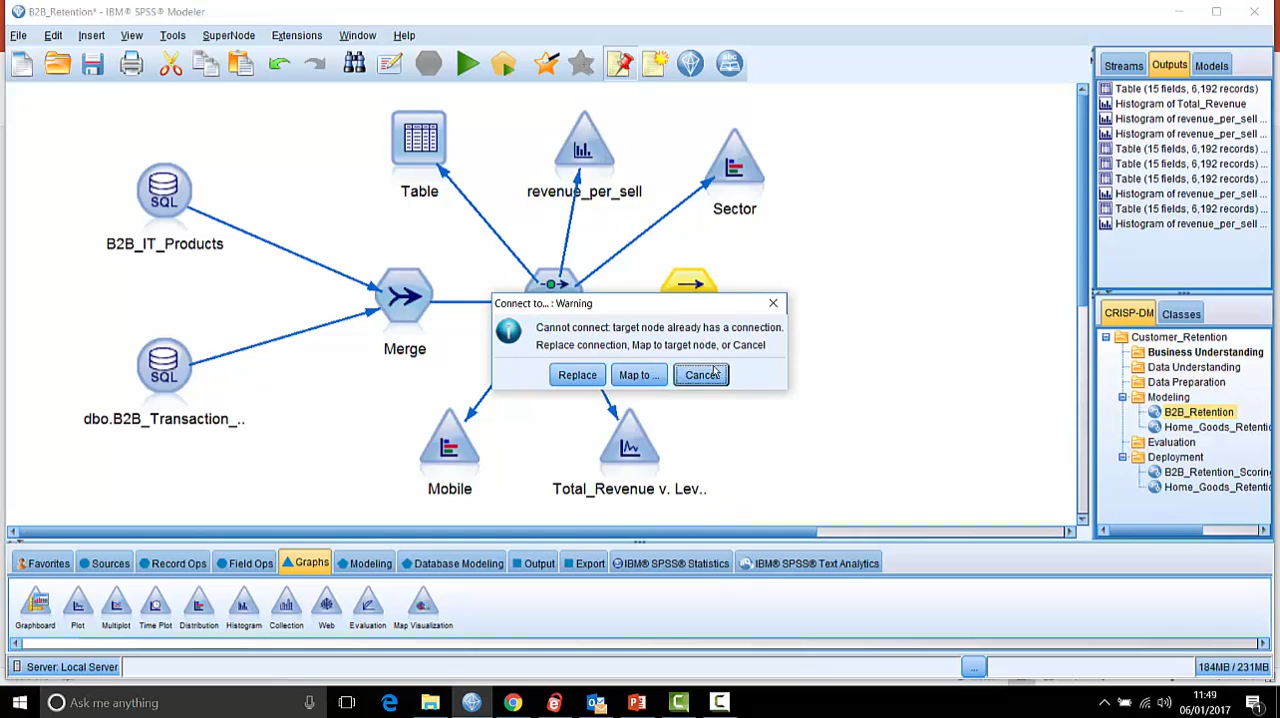 B2B_Retention* - IBM® SPSS® Modeler
File Edit Insert View Tools SuperNode Extensions Window Help
Streams Outputs Models
Table (15 fields, 6,192 records)
Histogram of Total_Revenue
Histogram of revenue_per_sell ...
Histogram of revenue_per_sell ...
Table (15 fields, 6,192 records) ...
Table (15 fields, 6,192 records) ...
Table (15 fields, 6,192 records) ...
Histogram of revenue_per_sell ...
Table (15 fields, 6,192 records) ...
Histogram of revenue_per_sell ...
SQL
B2B_IT_Products
Table
revenue_per_sell
Sector
Merge
SQL
dbo.B2B_Transaction_..
Mobile
Total_Revenue v. Lev..
Connect to... : Warning
Cannot connect: target node already has a connection.
Replace connection, Map to target node, or Cancel
Replace Map to ... Cancel
CRISP-DM Classes
Customer_Retention
Business Understanding
Data Understanding
Data Preparation
Modeling
B2B_Retention
Home_Goods_Retentio
Evaluation
Deployment
B2B_Retention_Scorin
Home_Goods_Retentio
Favorites Sources Record Ops Field Ops Graphs Modeling Database Modeling Output Export IBM® SPSS® Statistics IBM® SPSS® Text Analytics
Graphboard Plot Multiplot Time Plot Distribution Histogram Collection Web Evaluation Map Visualization
Server: Local Server ... 184MB / 231MB
Ask me anything
11:49
06/01/2017